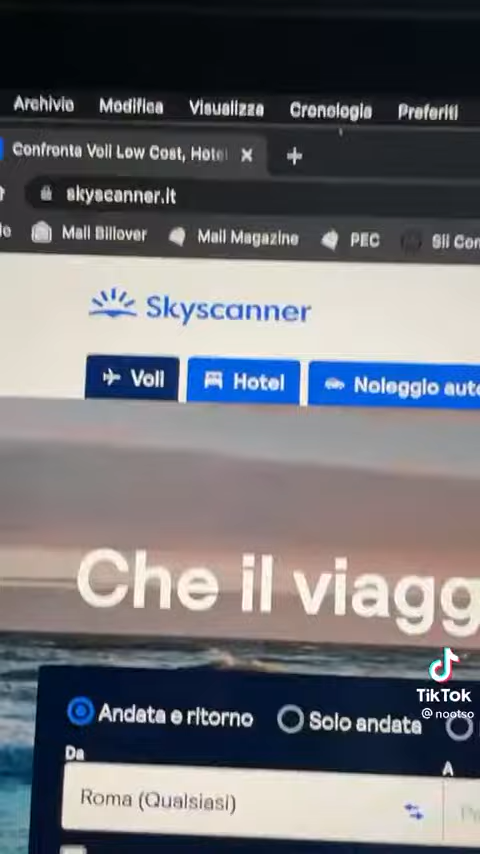 Archivio Modifica Visualizza Cronologia Preferiti
Confronta Voli Low Cost, Hote
skyscanner.it
Mail Billover Mail Magazine PEC
Skyscanner
Voli Hotel Noleggio auto
Che il viagg
TikTok
@nootso
Andata e ritorno Solo andata
Da
A
Roma (Qualsiasi)